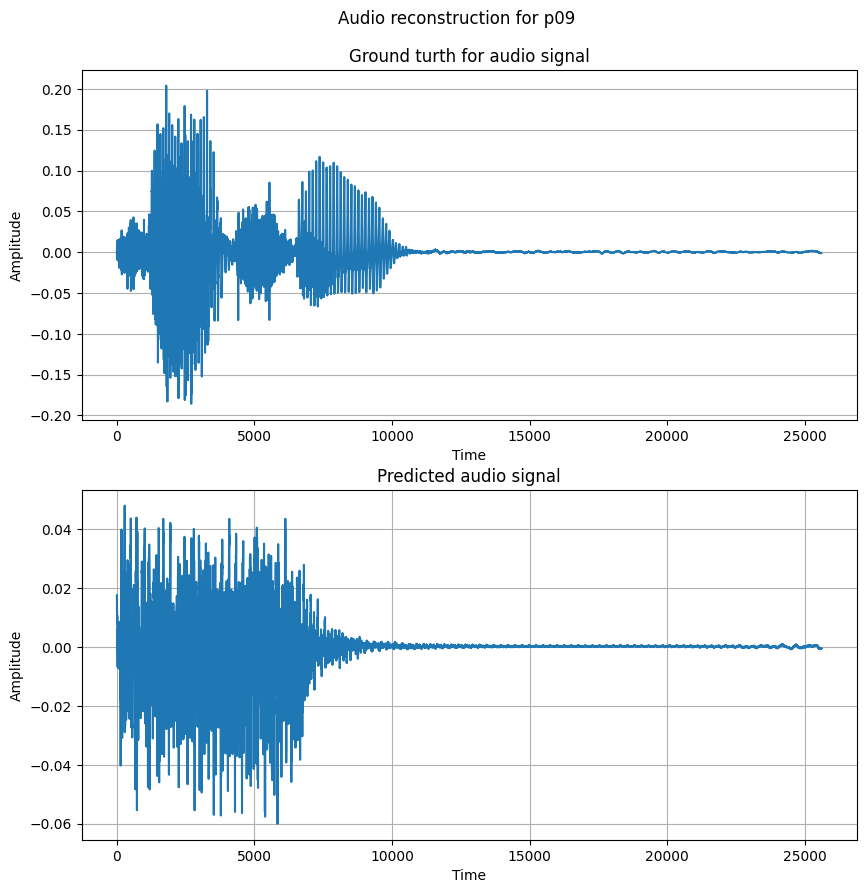 Audio reconstruction for p09
Ground turth for audio signal
0.20
0.15
0.10
0.05
0.00
−0.05
−0.10
−0.15
−0.20
Amplitude
0 5000 10000 15000 20000 25000
Time
Predicted audio signal
0.04
0.02
0.00
−0.02
−0.04
−0.06
Amplitude
0 5000 10000 15000 20000 25000
Time